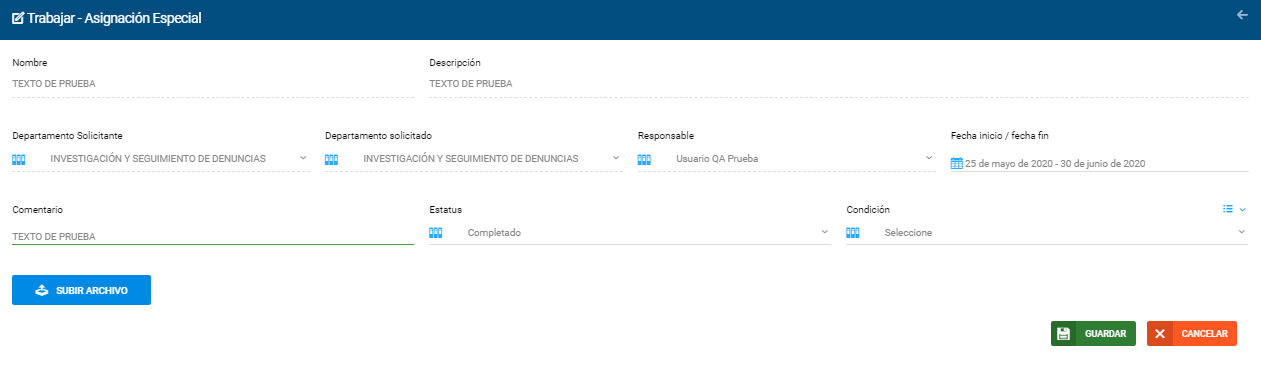 Trabajar - Asignación Especial
Nombre
Descripción
TEXTO DE PRUEBA
TEXTO DE PRUEBA
Departamento Solicitante
Departamento solicitado
Responsable
Fecha inicio / fecha fin
INVESTIGACIÓN Y SEGUIMIENTO DE DENUNCIAS
INVESTIGACIÓN Y SEGUIMIENTO DE DENUNCIAS
Usuario QA Prueba
25 de mayo de 2020 - 30 de junio de 2020
Comentario
Estatus
Condición
TEXTO DE PRUEBA
Completado
Seleccione
SUBIR ARCHIVO
GUARDAR
CANCELAR